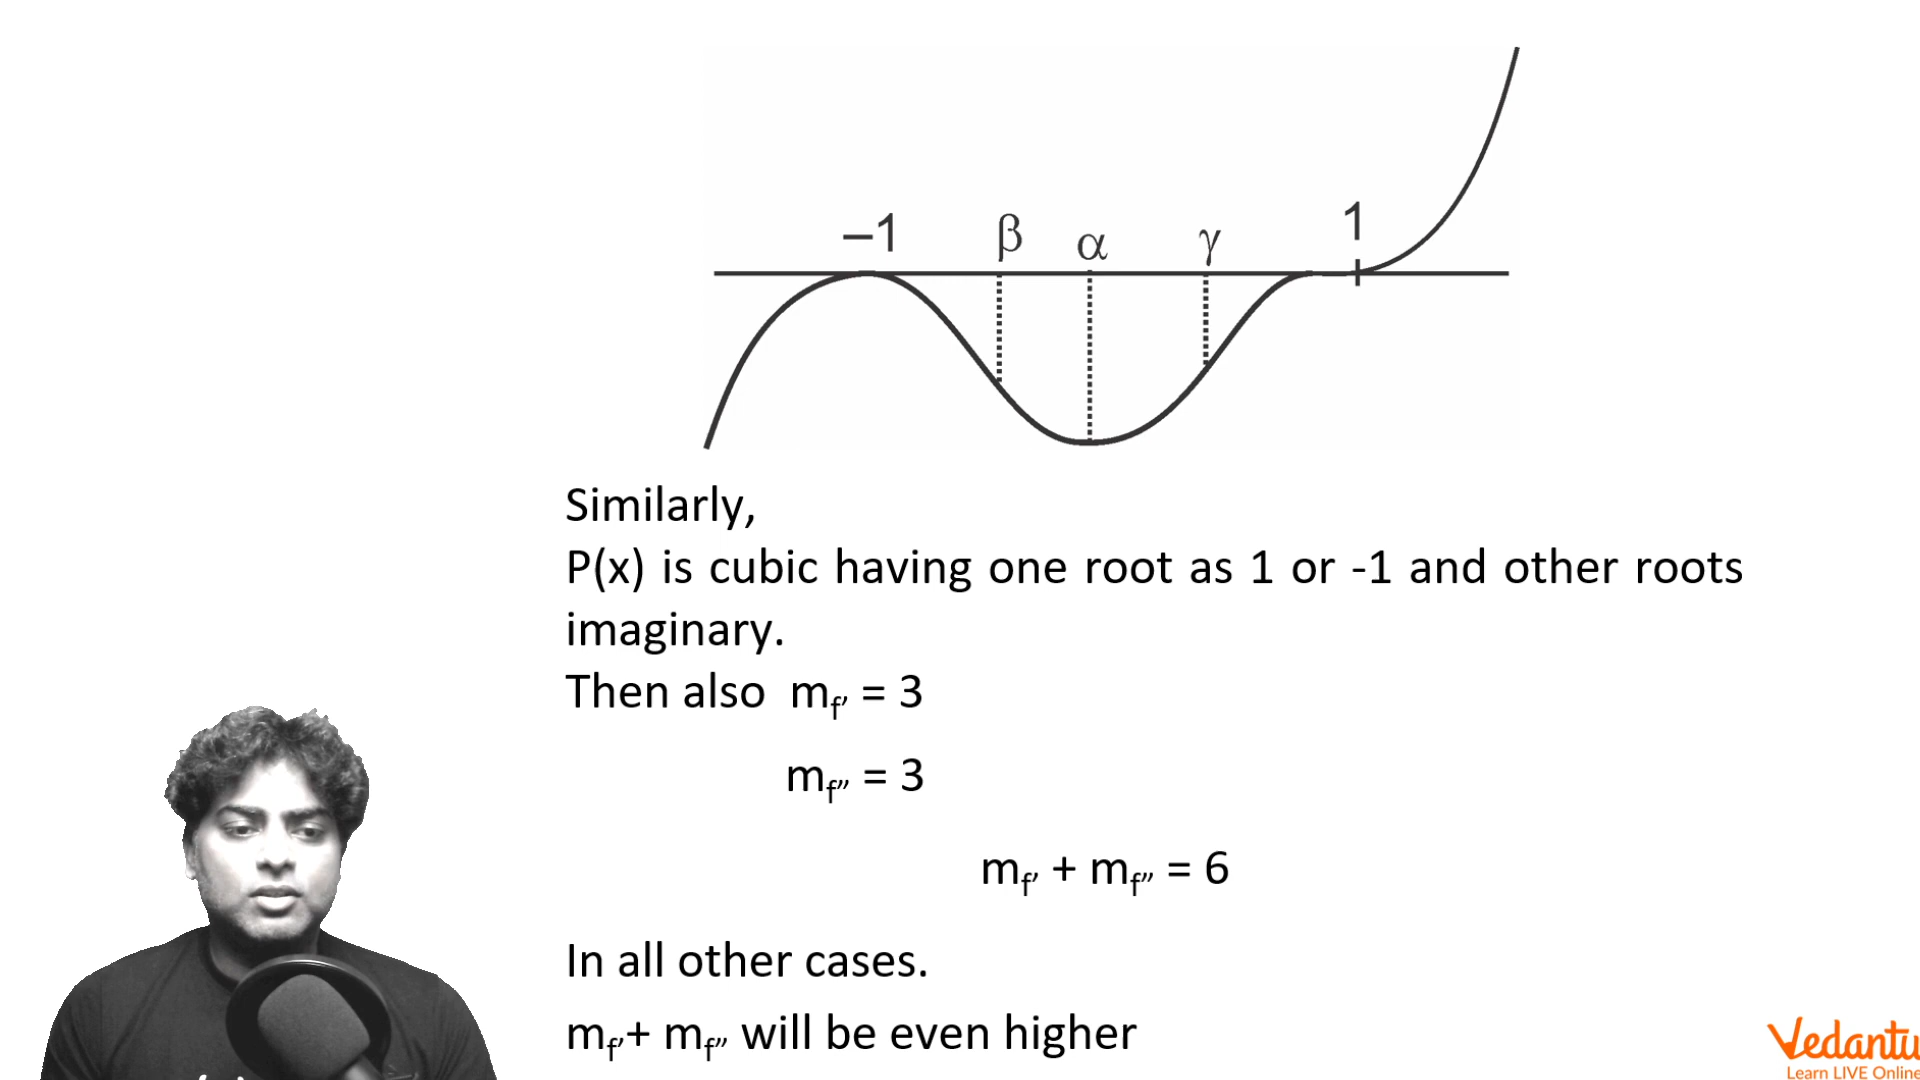 –1 β α γ 1
Similarly,
P(x) is cubic having one root as 1 or -1 and other roots
imaginary.
Then also m_f′ = 3
m_f″ = 3
m_f′ + m_f″ = 6
In all other cases.
m_f′+ m_f″ will be even higher
Vedantu
Learn LIVE Online